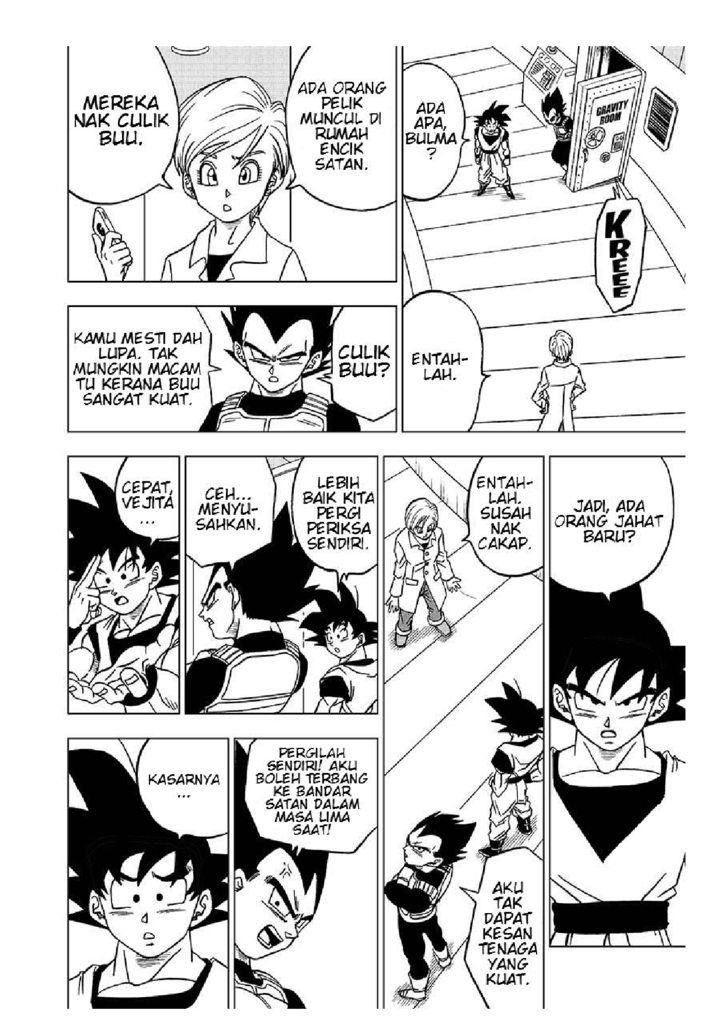 ADA
APA,
BULMA
?
GRAVITY
ROOM
KREEE
ENTAH-
LAH.
ADA ORANG
PELIK
MUNCUL DI
RUMAH
ENCIK
SATAN.
MEREKA
NAK CULIK
BUU.
CULIK
BUU?
KAMU MESTI DAH
LUPA. TAK
MUNGKIN MACAM
TU KERANA BUU
SANGAT KUAT.
JADI, ADA
ORANG JAHAT
BARU?
ENTAH-
LAH.
SUSAH
NAK
CAKAP.
AKU
TAK
DAPAT
KESAN
TENAGA
YANG
KUAT.
LEBIH
BAIK KITA
PERGI
PERIKSA
SENDIRI.
CEH...
MENYU-
SAHKAN.
CEPAT,
VEJITA
...
PERGILAH
SENDIRI! AKU
BOLEH TERBANG
KE BANDAR
SATAN DALAM
MASA LIMA
SAAT!
KASARNYA
...